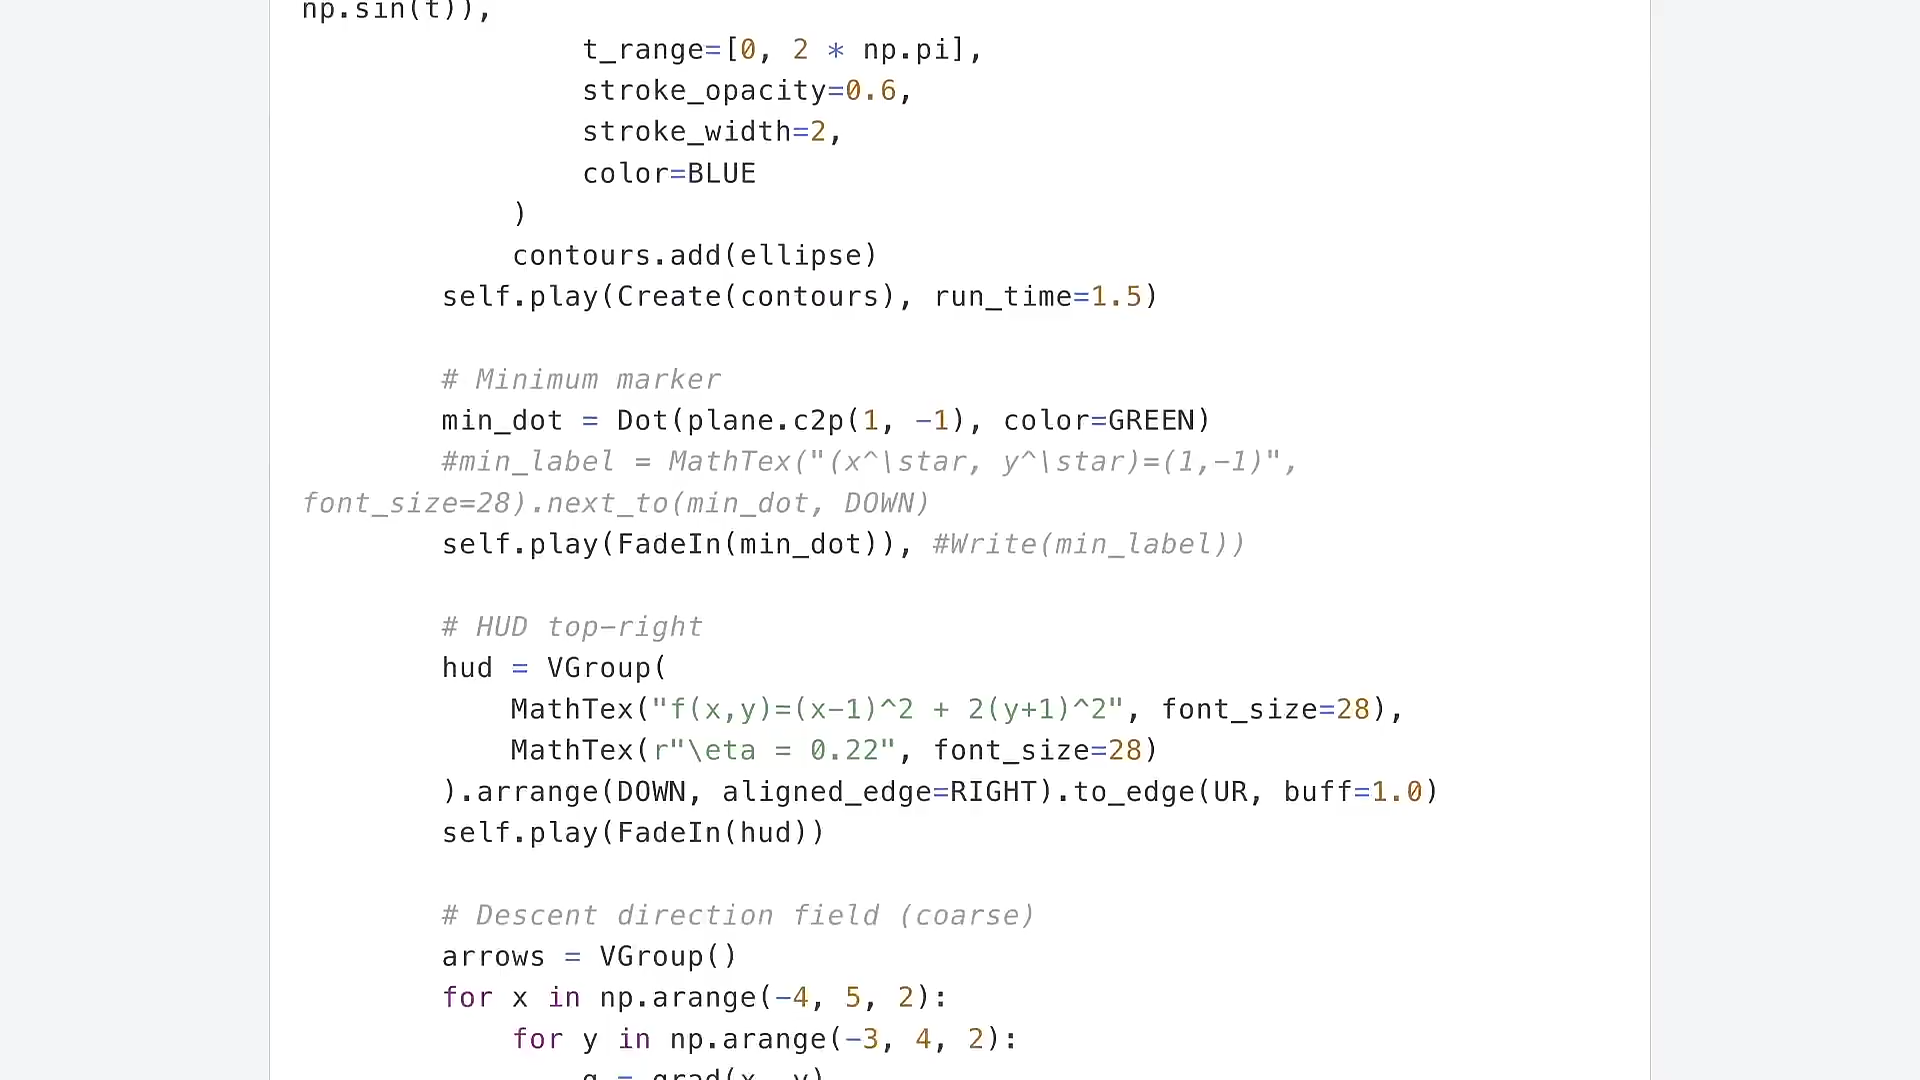 np.sin(t)),
                t_range=[0, 2 * np.pi],
                stroke_opacity=0.6,
                stroke_width=2,
                color=BLUE
            )
            contours.add(ellipse)
        self.play(Create(contours), run_time=1.5)

        # Minimum marker
        min_dot = Dot(plane.c2p(1, -1), color=GREEN)
        #min_label = MathTex("(x^\star, y^\star)=(1,-1)",
font_size=28).next_to(min_dot, DOWN)
        self.play(FadeIn(min_dot)), #Write(min_label))

        # HUD top-right
        hud = VGroup(
            MathTex("f(x,y)=(x-1)^2 + 2(y+1)^2", font_size=28),
            MathTex(r"\eta = 0.22", font_size=28)
        ).arrange(DOWN, aligned_edge=RIGHT).to_edge(UR, buff=1.0)
        self.play(FadeIn(hud))

        # Descent direction field (coarse)
        arrows = VGroup()
        for x in np.arange(-4, 5, 2):
            for y in np.arange(-3, 4, 2):
                g = grad(x, y)